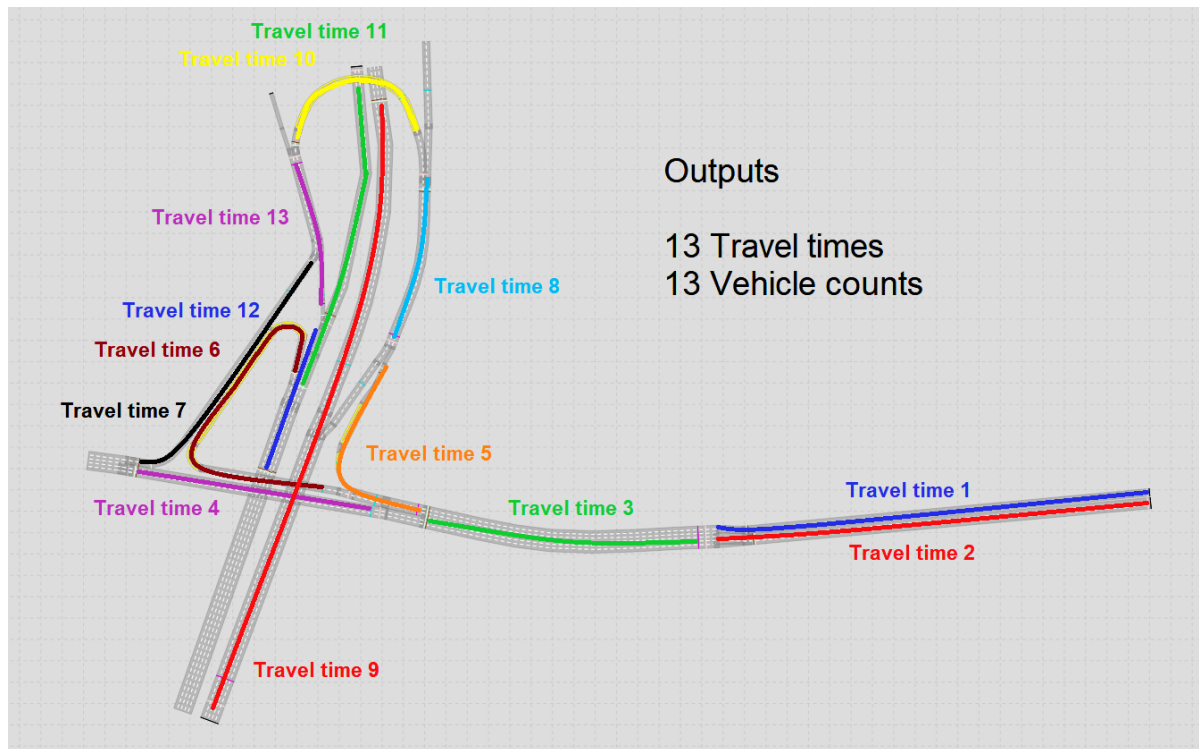 Travel time 11
Travel time 10
Outputs
Travel time 13
13 Travel times
13 Vehicle counts
Travel time 8
Travel time 12
Travel time 6
Travel time 7
Travel time 5
Travel time 1
Travel time 4
Travel time 3
Travel time 2
Travel time 9